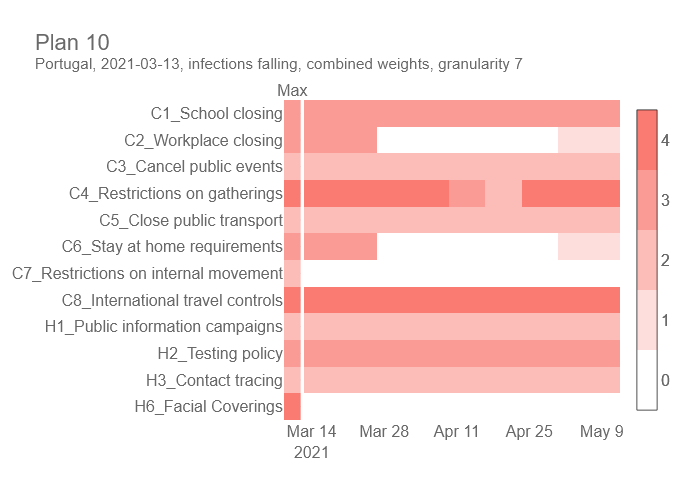 Plan 10
Portugal, 2021-03-13, infections falling, combined weights, granularity 7
Max
C1_School closing
C2_Workplace closing
C3_Cancel public events
C4_Restrictions on gatherings
C5_Close public transport
C6_Stay at home requirements
C7_Restrictions on internal movement
C8_International travel controls
H1_Public information campaigns
H2_Testing policy
H3_Contact tracing
H6_Facial Coverings
4
3
2
1
0
Mar 14 Mar 28 Apr 11 Apr 25 May 9
2021